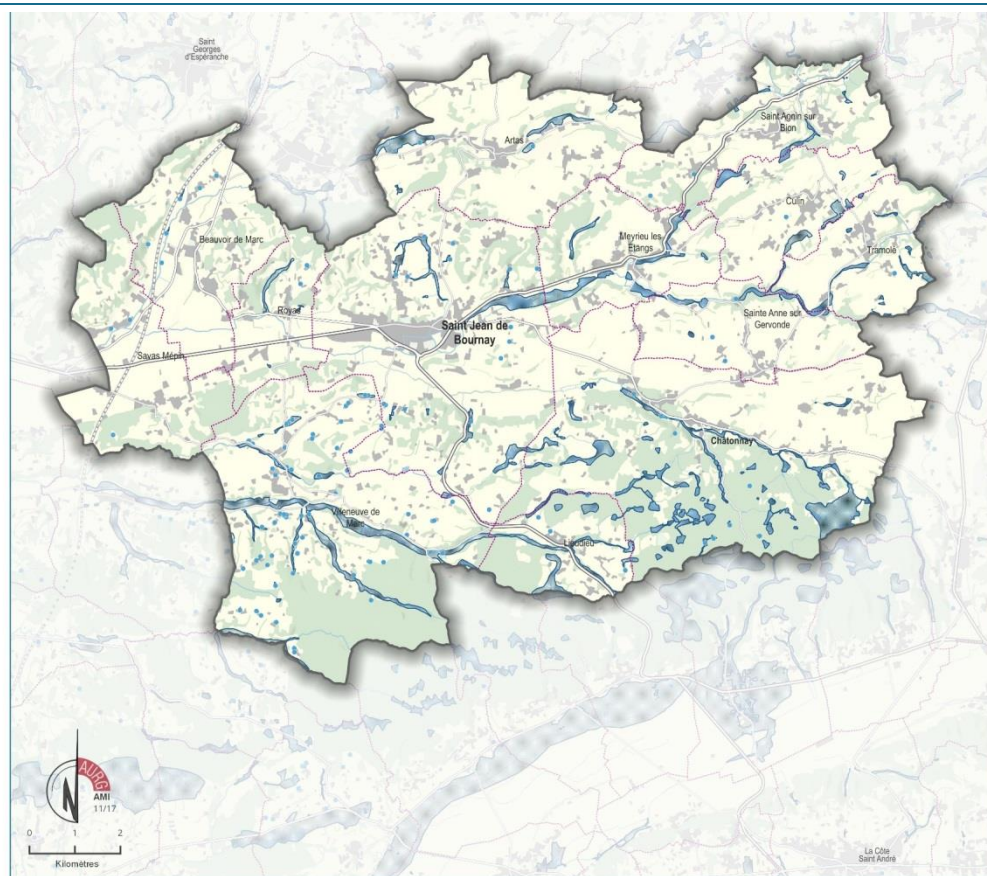 Saint
Georges
d'Espéranche
Saint Agnin sur
Bion
Artas
Culin
Beauvoir de Marc
Meyrieu les
Etangs
Tramolé
Royas
Sainte Anne sur
Gervonde
Saint Jean de
Bournay
Savas Mépin
Châtonnay
Villeneuve de
Marc
Lieudieu
N
AURG
AMI
11/17
0 1 2
Kilomètres
La Côte
Saint André